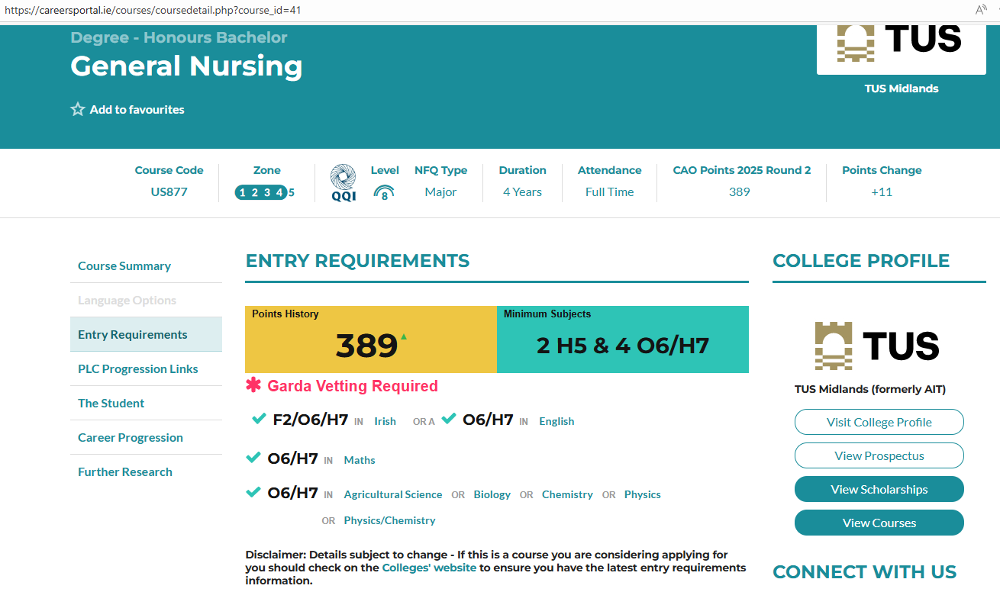 https://careersportal.ie/courses/coursedetail.php?course_id=41
Degree - Honours Bachelor
General Nursing
Add to favourites
TUS
TUS Midlands
Course Code
US877
Zone
1 2 3 4 5
QQI
Level
8
NFQ Type
Major
Duration
4 Years
Attendance
Full Time
CAO Points 2025 Round 2
389
Points Change
+11
Course Summary
Language Options
Entry Requirements
PLC Progression Links
The Student
Career Progression
Further Research
ENTRY REQUIREMENTS
Points History
389
Minimum Subjects
2 H5 & 4 O6/H7
Garda Vetting Required
F2/O6/H7 IN Irish OR A O6/H7 IN English
O6/H7 IN Maths
O6/H7 IN Agricultural Science OR Biology OR Chemistry OR Physics
OR Physics/Chemistry
Disclaimer: Details subject to change - If this is a course you are considering applying for
you should check on the Colleges' website to ensure you have the latest entry requirements
information.
COLLEGE PROFILE
TUS
TUS Midlands (formerly AIT)
Visit College Profile
View Prospectus
View Scholarships
View Courses
CONNECT WITH US